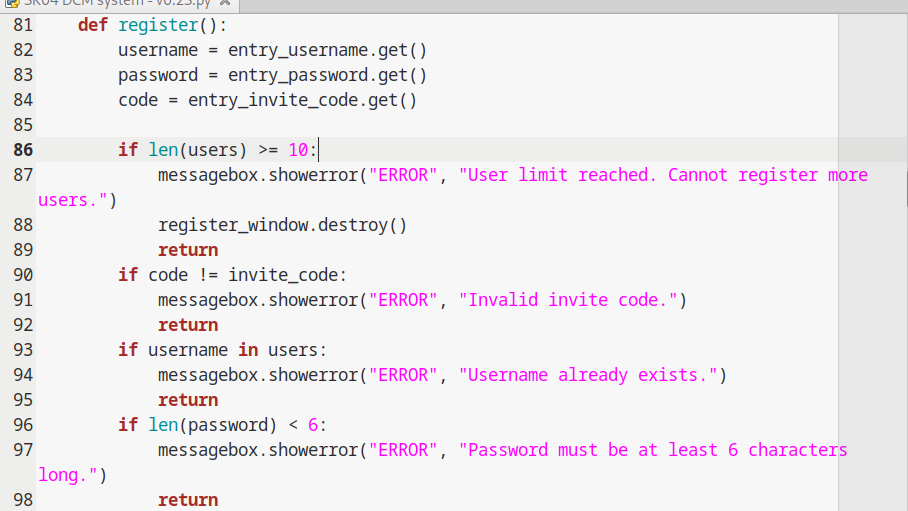 SK04 DCM system - v0.23.py
81 def register():
82 username = entry_username.get()
83 password = entry_password.get()
84 code = entry_invite_code.get()
85
86 if len(users) >= 10:
87 messagebox.showerror("ERROR", "User limit reached. Cannot register more
users.")
88 register_window.destroy()
89 return
90 if code != invite_code:
91 messagebox.showerror("ERROR", "Invalid invite code.")
92 return
93 if username in users:
94 messagebox.showerror("ERROR", "Username already exists.")
95 return
96 if len(password) < 6:
97 messagebox.showerror("ERROR", "Password must be at least 6 characters
long.")
98 return